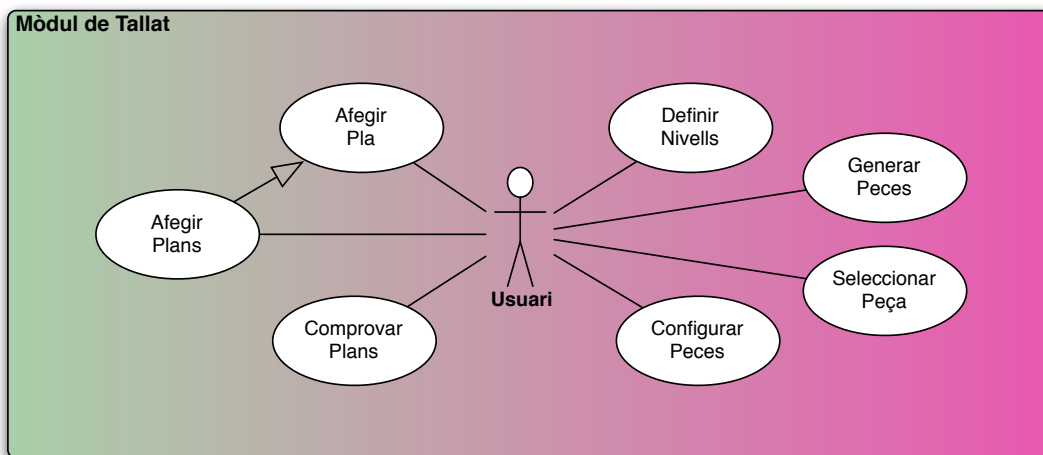 Mòdul de Tallat
Afegir
Pla
Definir
Nivells
Generar
Peces
Afegir
Plans
Seleccionar
Peça
Usuari
Comprovar
Plans
Configurar
Peces